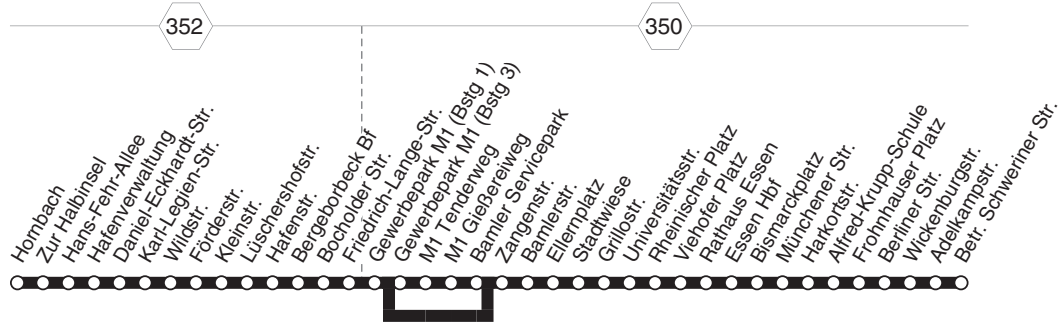 352
350
Hornbach
Zur Halbinsel
Hans-Fehr-Allee
Hafenverwaltung
Daniel-Eckhardt-Str.
Karl-Legien-Str.
Wildstr.
Förderstr.
Kleinstr.
Lüschershofstr.
Hafenstr.
Bergeborbeck Bf
Bocholder Str.
Friedrich-Lange-Str.
Gewerbepark M1 (Bstg 1)
Gewerbepark M1 (Bstg 3)
M1 Tenderweg
M1 Gießereiweg
Bamler Servicepark
Zangenstr.
Bamlerstr.
Ellernplatz
Stadtwiese
Grillostr.
Universitätsstr.
Rheinischer Platz
Viehofer Platz
Rathaus Essen
Essen Hbf
Bismarckplatz
Münchener Str.
Harkortstr.
Alfred-Krupp-Schule
Frohnhauser Platz
Berliner Str.
Wickenburgstr.
Adelkampstr.
Betr. Schweriner Str.